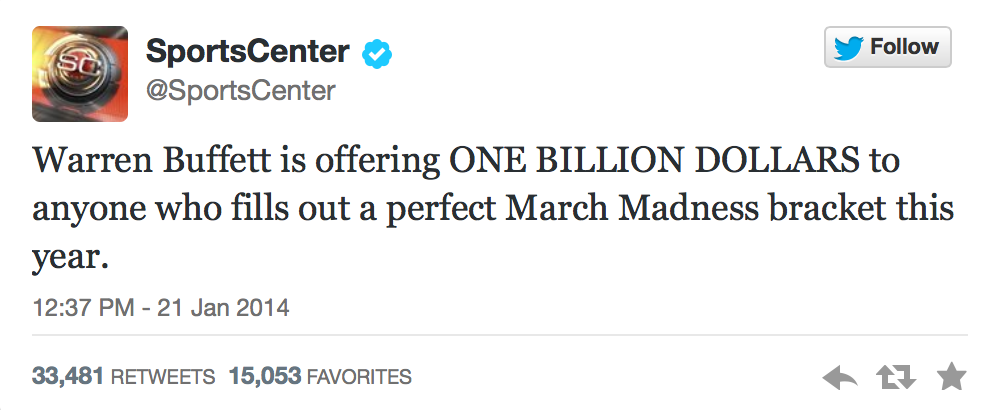 SC
SportsCenter
Follow
@SportsCenter
Warren Buffett is offering ONE BILLION DOLLARS to
anyone who fills out a perfect March Madness bracket this
year.
12:37 PM - 21 Jan 2014
33,481 RETWEETS 15,053 FAVORITES